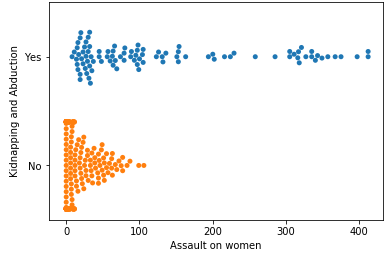 Kidnapping and Abduction
Yes
No
0 100 200 300 400
Assault on women